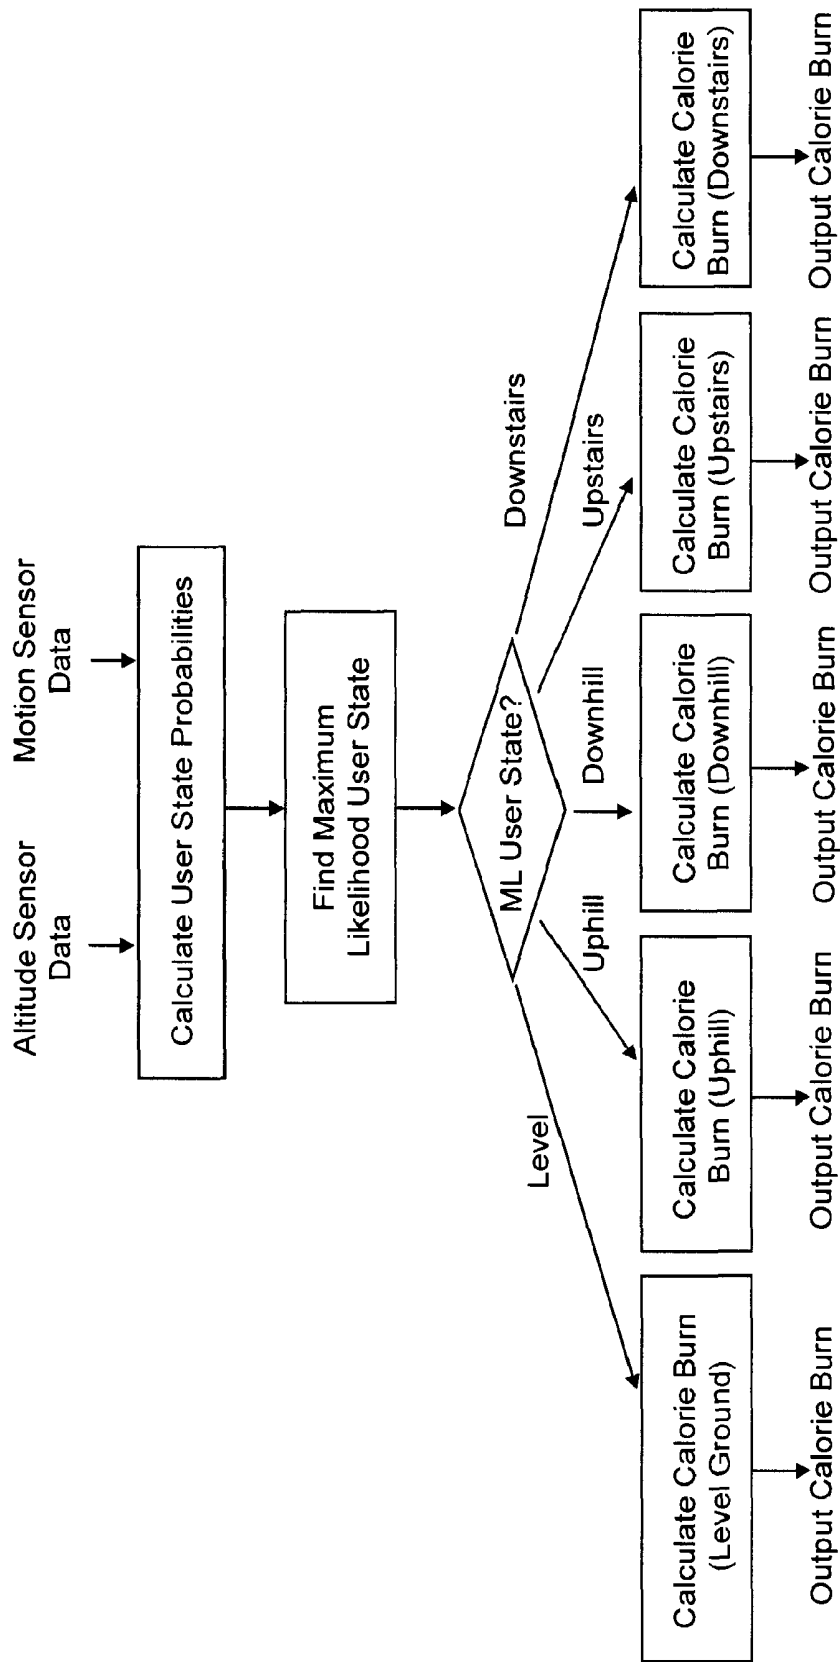 Altitude Sensor
Data
Motion Sensor
Data
Calculate User State Probabilities
Find Maximum
Likelihood User State
ML User State?
Level
Uphill
Downhill
Upstairs
Downstairs
Calculate Calorie Burn
(Level Ground)
Calculate Calorie
Burn (Uphill)
Calculate Calorie
Burn (Downhill)
Calculate Calorie
Burn (Upstairs)
Calculate Calorie
Burn (Downstairs)
Output Calorie Burn
Output Calorie Burn
Output Calorie Burn
Output Calorie Burn
Output Calorie Burn